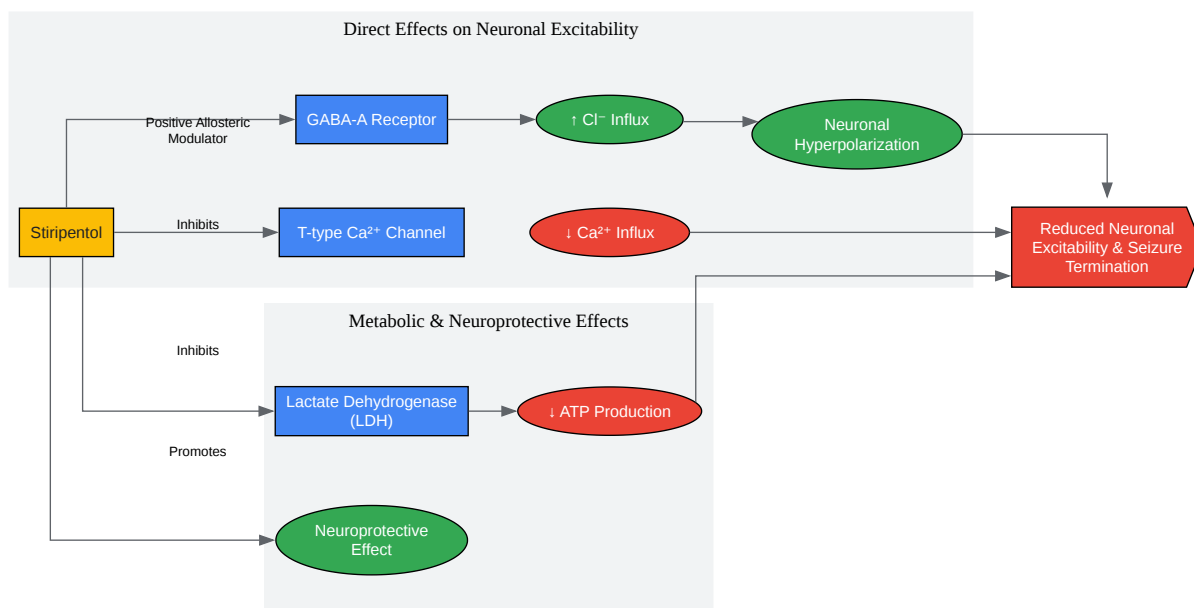 Direct Effects on Neuronal Excitability
Positive Allosteric
Modulator
GABA-A Receptor
↑ Cl⁻ Influx
Neuronal
Hyperpolarization
Stiripentol
Inhibits
T-type Ca²⁺ Channel
↓ Ca²⁺ Influx
Reduced Neuronal
Excitability & Seizure
Termination
Metabolic & Neuroprotective Effects
Inhibits
Lactate Dehydrogenase
(LDH)
↓ ATP Production
Promotes
Neuroprotective
Effect